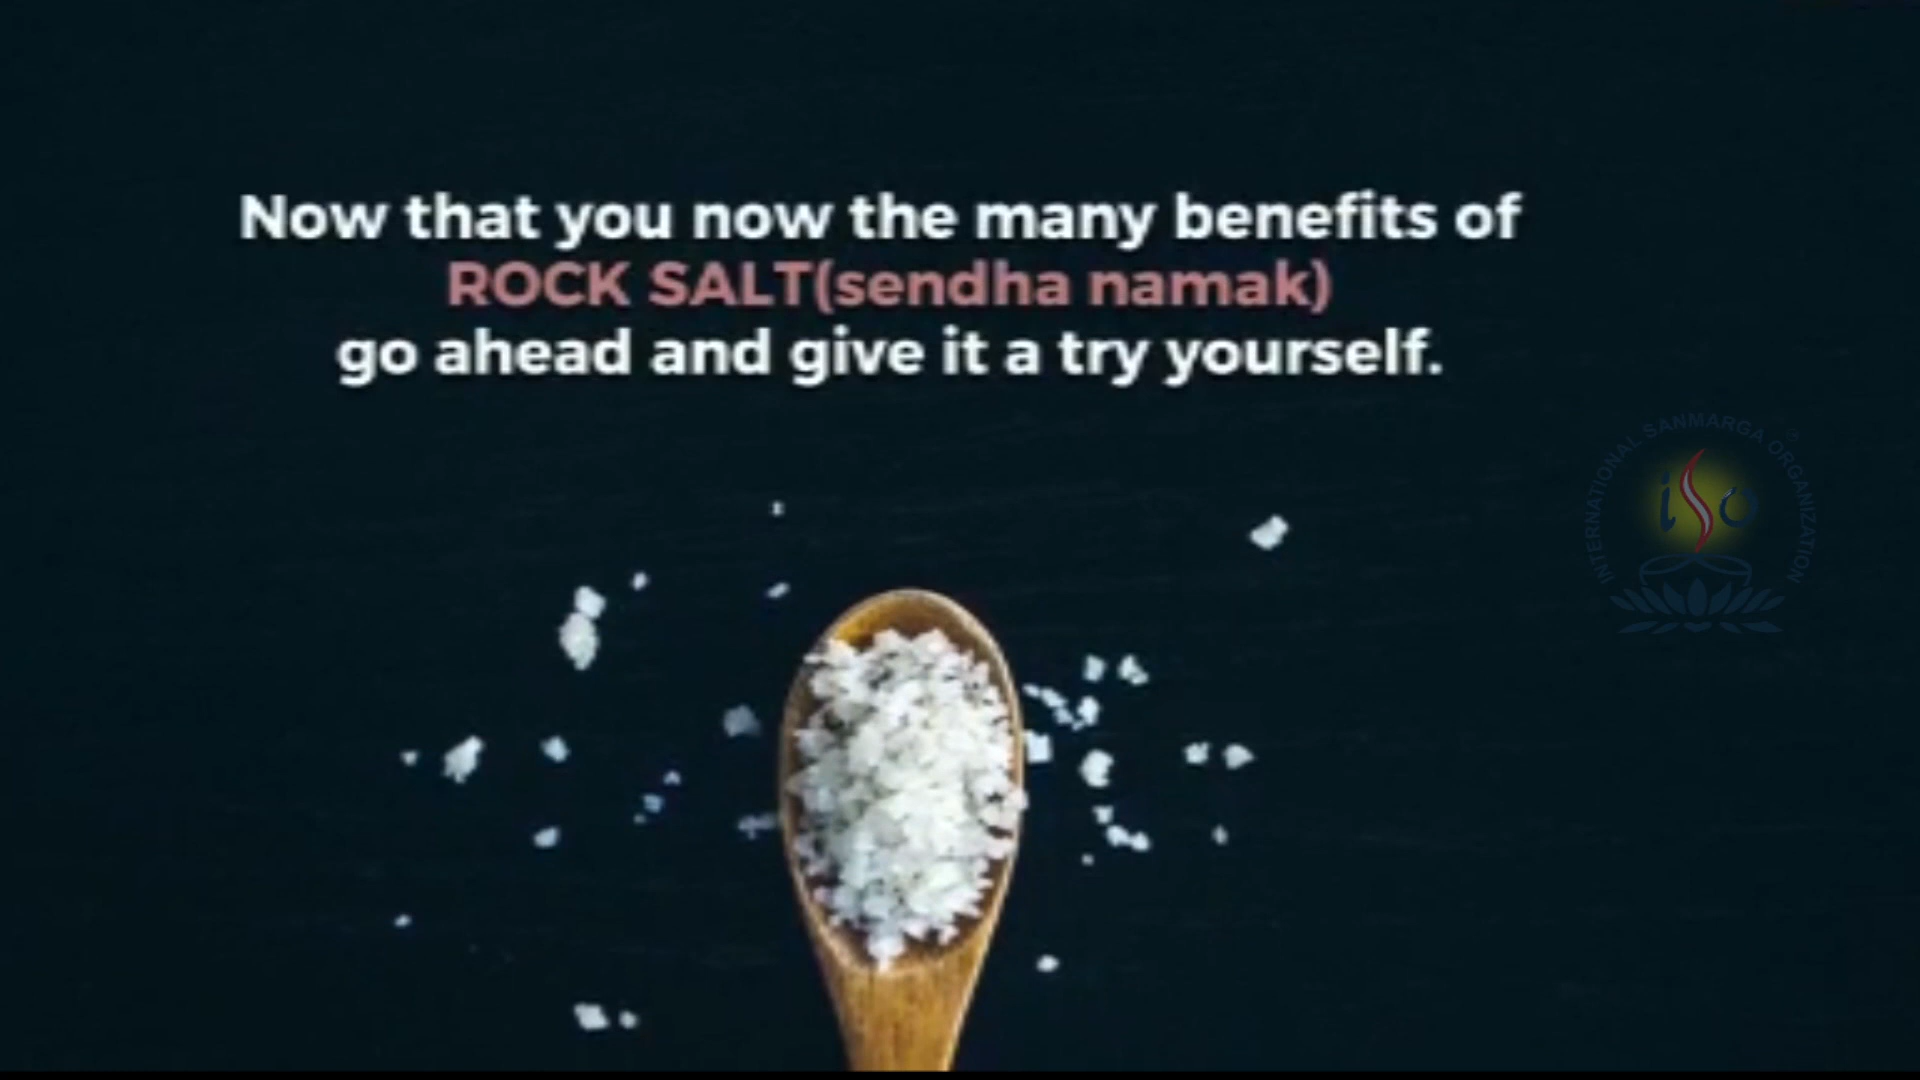 Now that you now the many benefits of
ROCK SALT(sendha namak)
go ahead and give it a try yourself.
INTERNATIONAL SANMARGA ORGANIZATION
iso